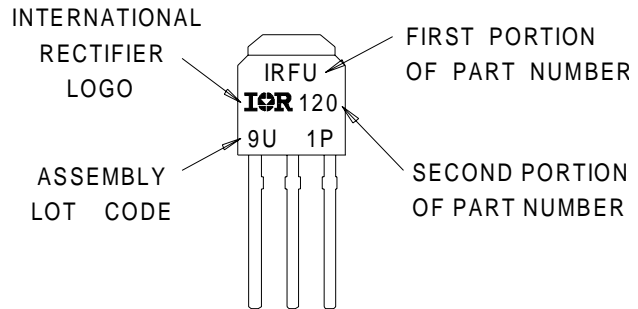 INTERNATIONAL
RECTIFIER
LOGO
FIRST PORTION
OF PART NUMBER
IRFU
IOR 120
9U 1P
ASSEMBLY
LOT CODE
SECOND PORTION
OF PART NUMBER